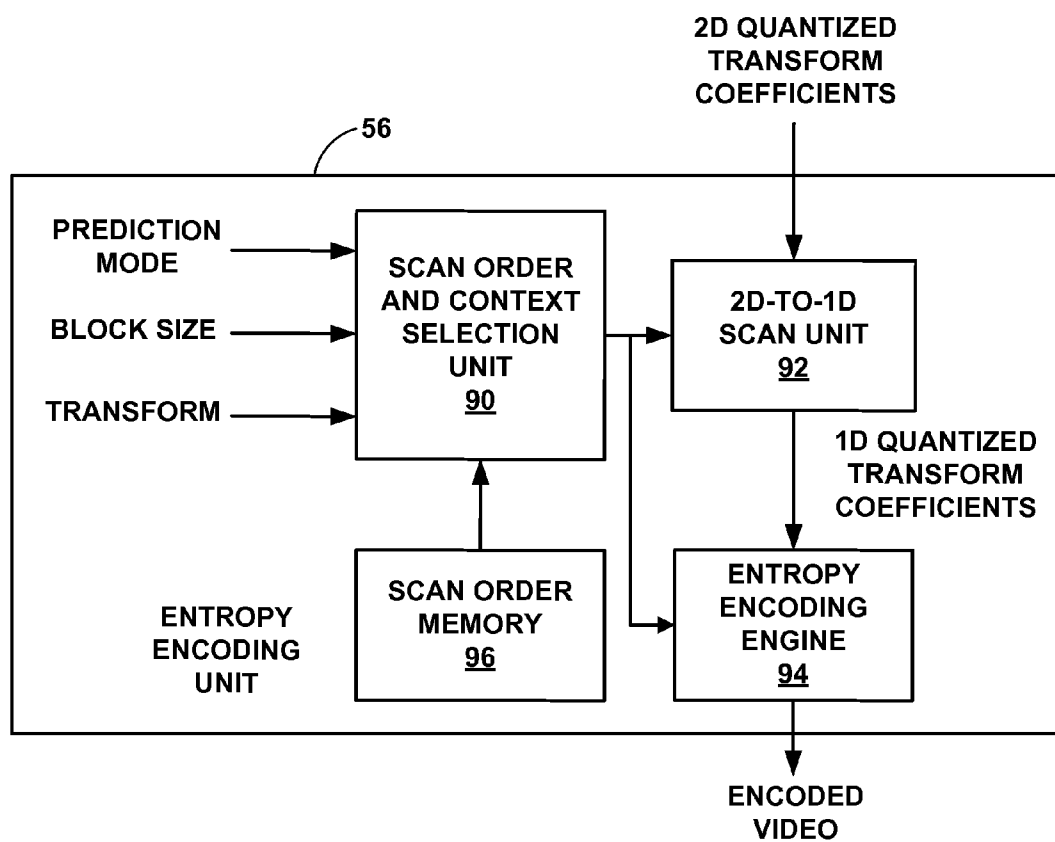 2D QUANTIZED
TRANSFORM
COEFFICIENTS
56
PREDICTION
MODE
BLOCK SIZE
TRANSFORM
SCAN ORDER
AND CONTEXT
SELECTION
UNIT
90
2D-TO-1D
SCAN UNIT
92
1D QUANTIZED
TRANSFORM
COEFFICIENTS
SCAN ORDER
MEMORY
96
ENTROPY
ENCODING
UNIT
ENTROPY
ENCODING
ENGINE
94
ENCODED
VIDEO